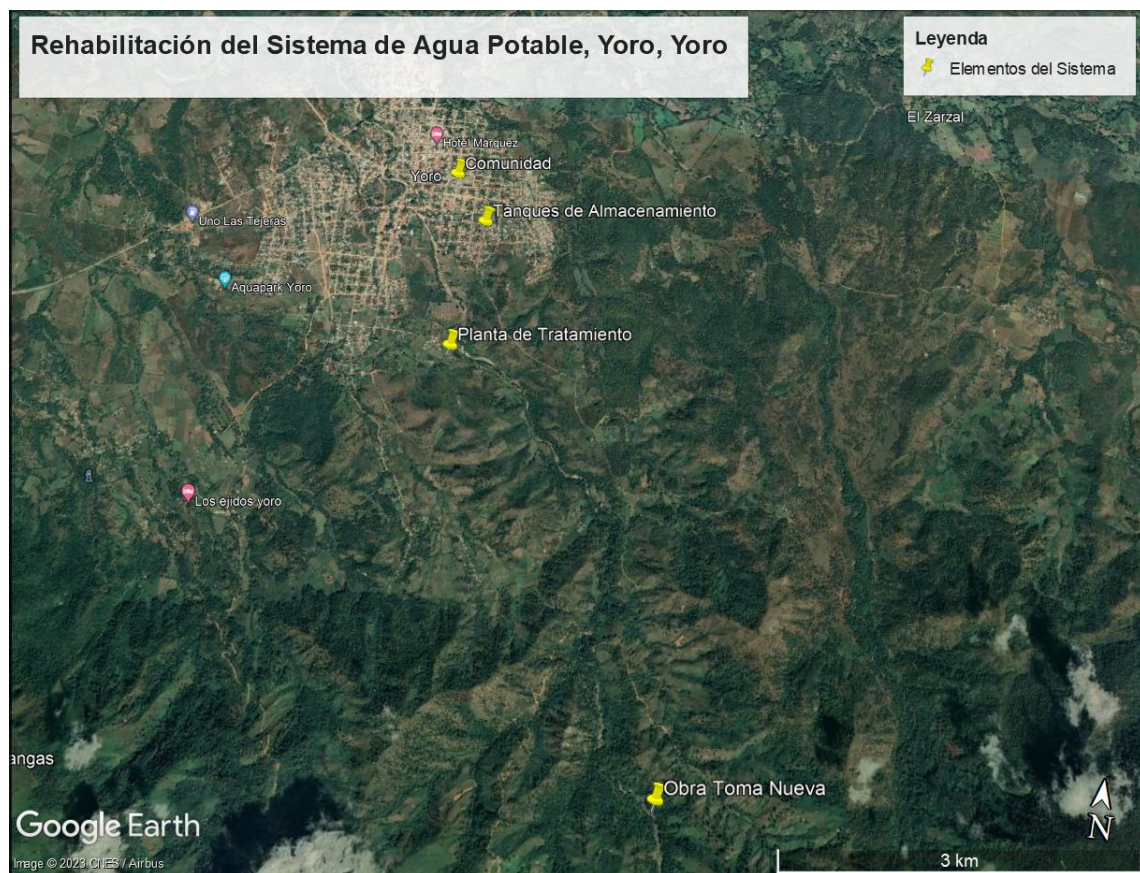 Rehabilitación del Sistema de Agua Potable, Yoro, Yoro
Leyenda
Elementos del Sistema
El Zarzal
Hotel Marquez
Comunidad
Yoro
Tanques de Almacenamiento
Uno Las Tejeras
Aquapark Yoro
Planta de Tratamiento
Los ejidos yoro
angas
Obra Toma Nueva
Google Earth
N
Image © 2023 CNES / Airbus
3 km